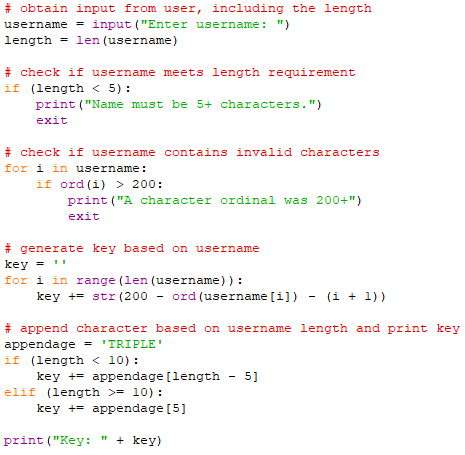 # obtain input from user, including the length
username = input("Enter username: ")
length = len(username)

# check if username meets length requirement
if (length < 5):
    print("Name must be 5+ characters.")
    exit

# check if username contains invalid characters
for i in username:
    if ord(i) > 200:
        print("A character ordinal was 200+")
        exit

# generate key based on username
key = ''
for i in range(len(username)):
    key += str(200 - ord(username[i]) - (i + 1))

# append character based on username length and print key
appendage = 'TRIPLE'
if (length < 10):
    key += appendage[length - 5]
elif (length >= 10):
    key += appendage[5]

print("Key: " + key)